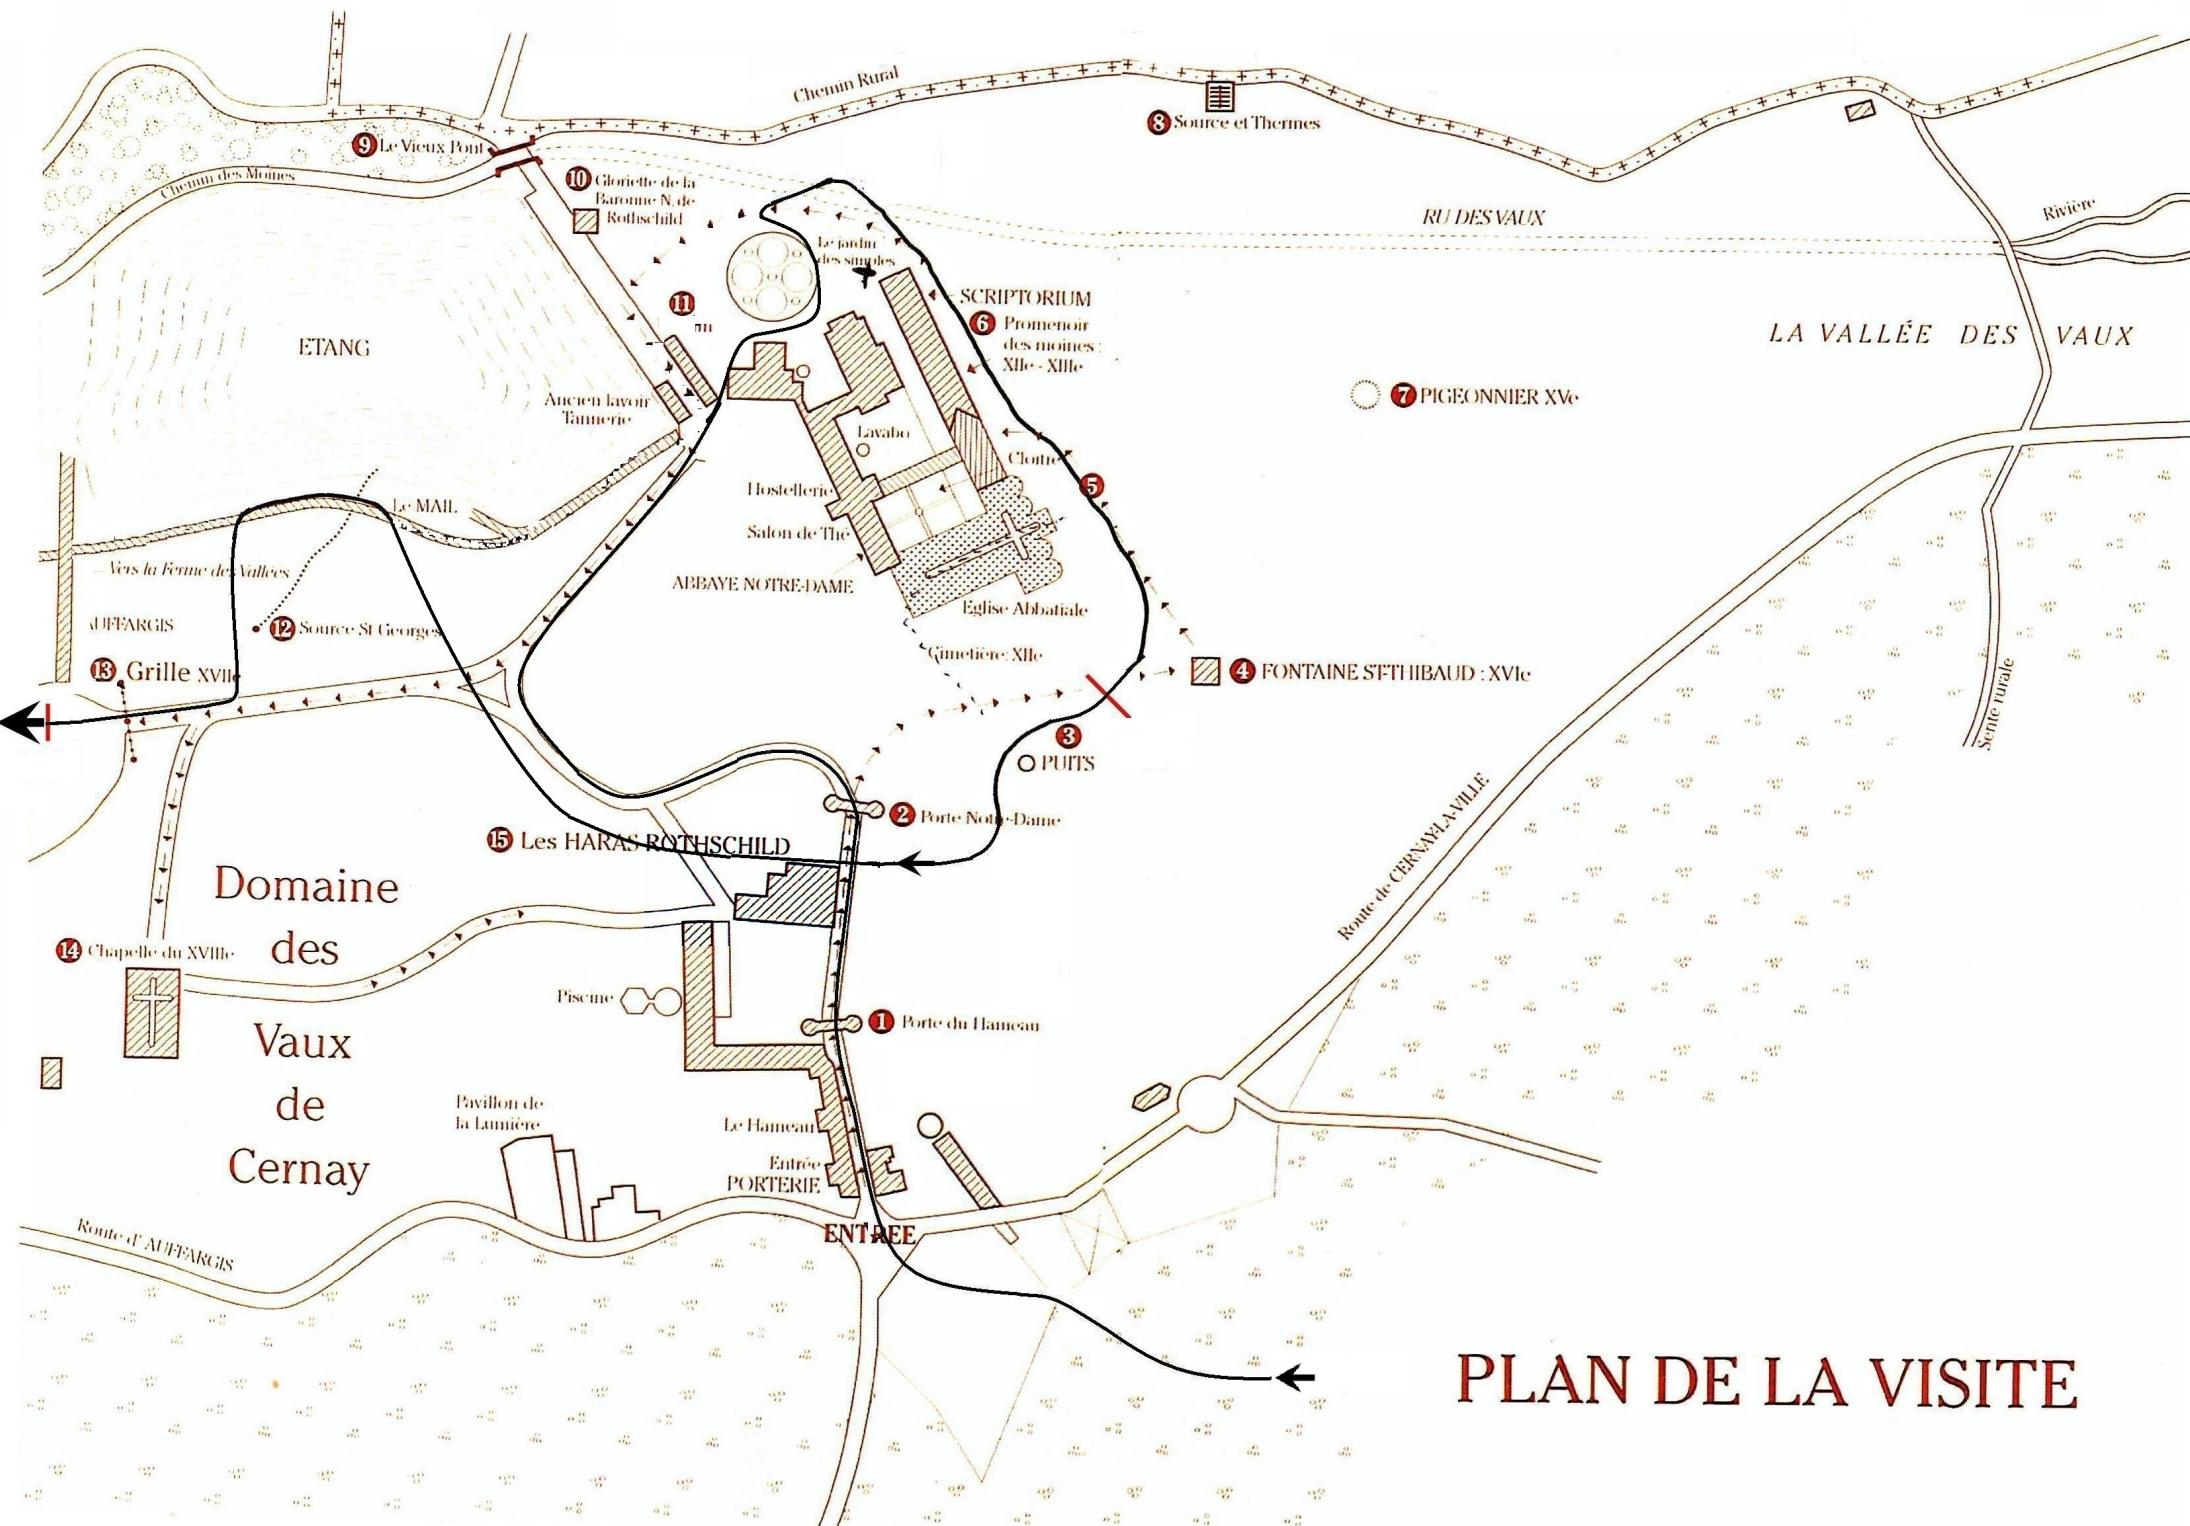 Chemin Rural
8 Source et Thermes
9 Le Vieux Pont
Chemin des Moines
10 Gloriette de la
Baronne N. de
Rothschild
RU DES VAUX
Rivière
Le jardin
des simples
11
SCRIPTORIUM
6 Promenoir
des moines :
XIIe - XIIIe
LA VALLÉE DES VAUX
ETANG
7 PIGEONNIER XVe
Ancien lavoir
Tannerie
Lavabo
Cloître
5
Hostellerie
Le MAIL
Salon de Thé
Vers la Ferme des Vallées
ABBAYE NOTRE-DAME
Eglise Abbatiale
UFFARGIS
12 Source St Georges
Cimetière: XIIe
13 Grille XVIIe
4 FONTAINE ST-THIBAUD : XVIe
Sente rurale
3
PUITS
2 Porte Notre-Dame
15 Les HARAS ROTHSCHILD
Route de CERNAY-LA-VILLE
Domaine
des
Vaux
de
Cernay
14 Chapelle du XVIIIe
Piscine
1 Porte du Hameau
Pavillon de
la Lumière
Le Hameau
Entrée
PORTERIE
ENTREE
Route d'AUFFARGIS
PLAN DE LA VISITE